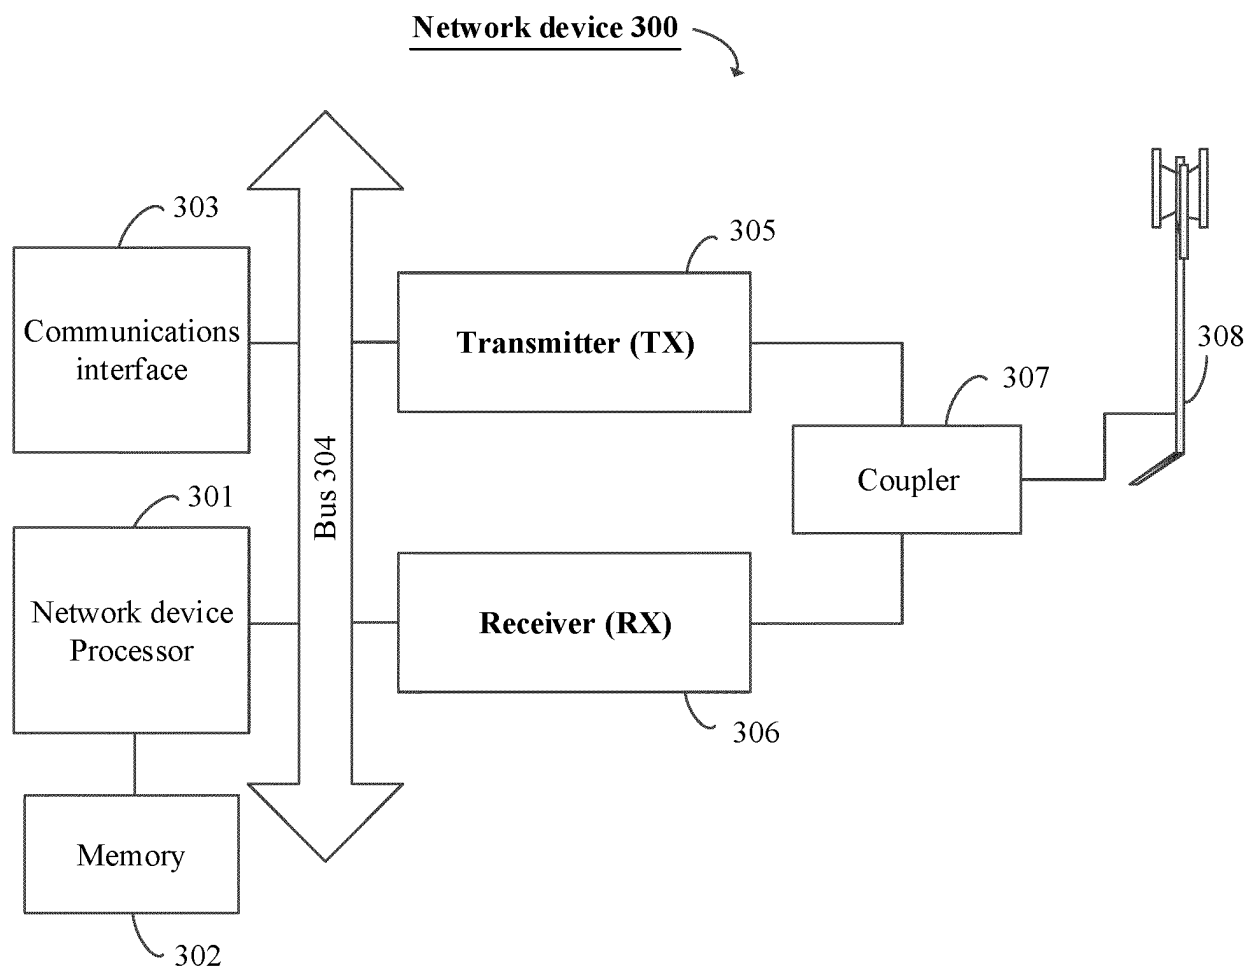 Network device 300
303
305
Communications
interface
Transmitter (TX)
308
307
Bus 304
Coupler
301
Network device
Processor
Receiver (RX)
306
Memory
302